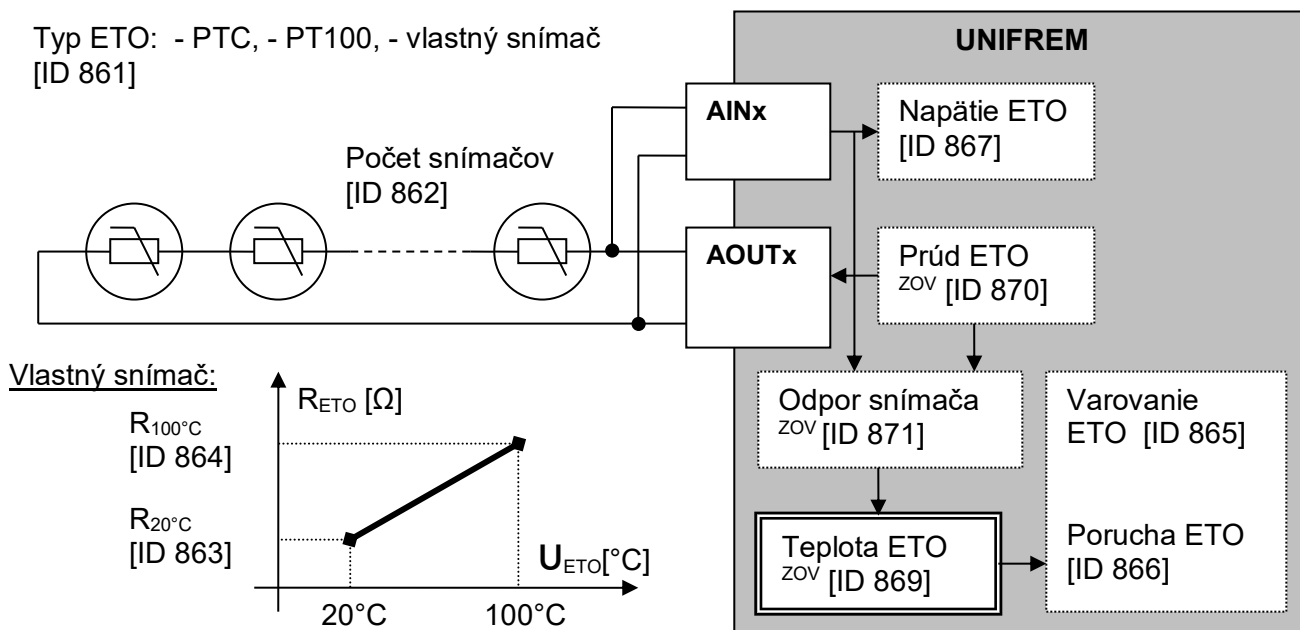 Typ ETO:  - PTC, - PT100, - vlastný snímač
[ID 861]
UNIFREM
AINx
Napätie ETO
[ID 867]
Počet snímačov
[ID 862]
AOUTx
Prúd ETO
ZOV [ID 870]
Vlastný snímač:
RETO [Ω]
R100°C
[ID 864]
R20°C
[ID 863]
UETO[°C]
20°C
100°C
Odpor snímača
ZOV [ID 871]
Varovanie
ETO  [ID 865]
Teplota ETO
ZOV [ID 869]
Porucha ETO
[ID 866]